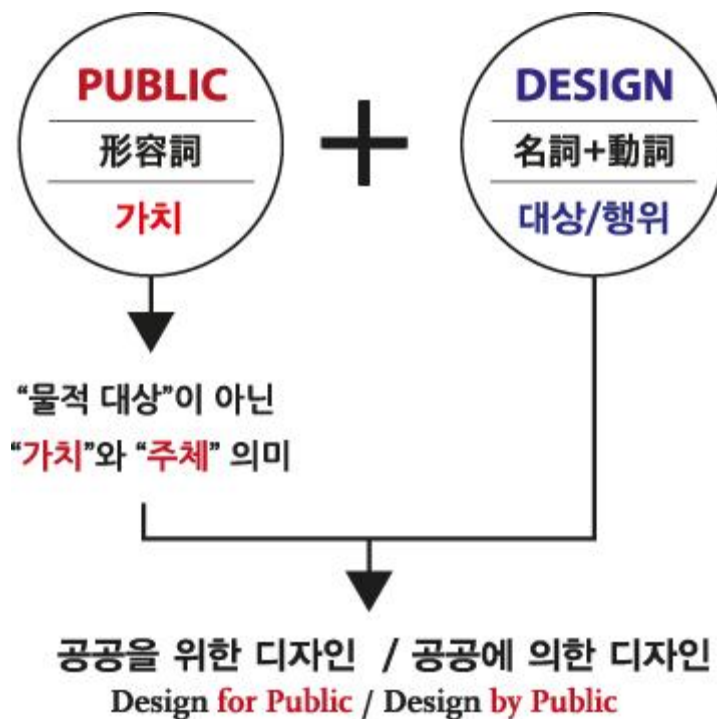 PUBLIC
形容詞
가치
+
DESIGN
名詞+動詞
대상/행위
“물적 대상”이 아닌
“가치”와 “주체” 의미
공공을 위한 디자인 / 공공에 의한 디자인
Design for Public / Design by Public